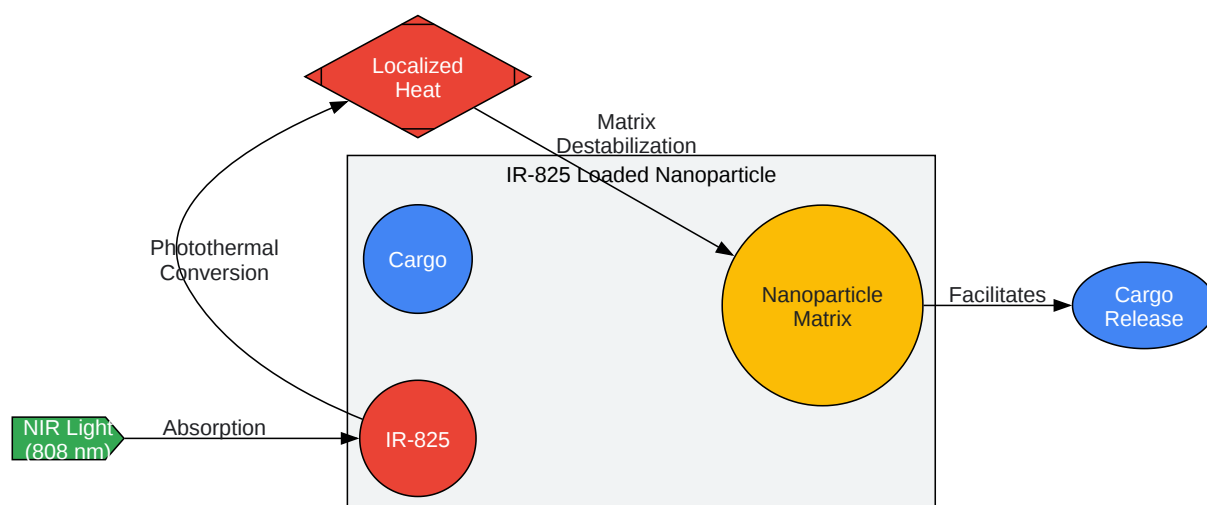 Localized
Heat
Matrix
Destabilization
IR-825 Loaded Nanoparticle
Photothermal
Conversion
Cargo
Nanoparticle
Matrix
Facilitates
Cargo
Release
NIR Light
(808 nm)
Absorption
IR-825